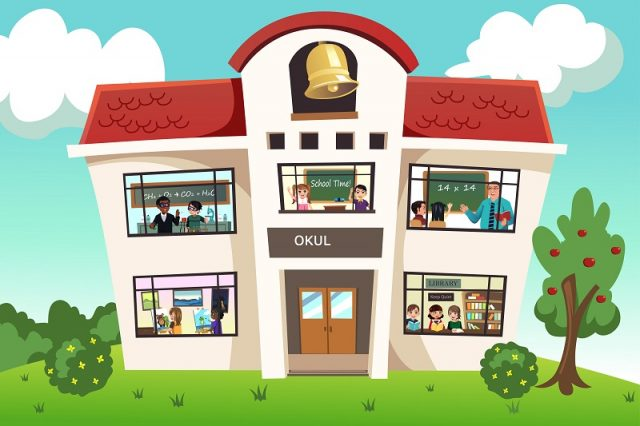 School Time!
CH₄ + O₂ → CO₂ + H₂O
14 x 14
OKUL
LIBRARY
Keep Quiet